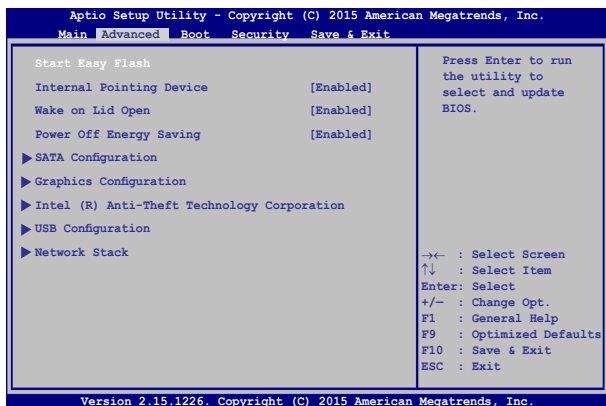 Aptio Setup Utility - Copyright (C) 2015 American Megatrends, Inc.
Main Advanced Boot Security Save & Exit
Start Easy Flash
Internal Pointing Device [Enabled]
Wake on Lid Open [Enabled]
Power Off Energy Saving [Enabled]
SATA Configuration
Graphics Configuration
Intel (R) Anti-Theft Technology Corporation
USB Configuration
Network Stack
Press Enter to run
the utility to
select and update
BIOS.
→← : Select Screen
↑↓ : Select Item
Enter: Select
+/— : Change Opt.
F1 : General Help
F9 : Optimized Defaults
F10 : Save & Exit
ESC : Exit
Version 2.15.1226. Copyright (C) 2015 American Megatrends, Inc.